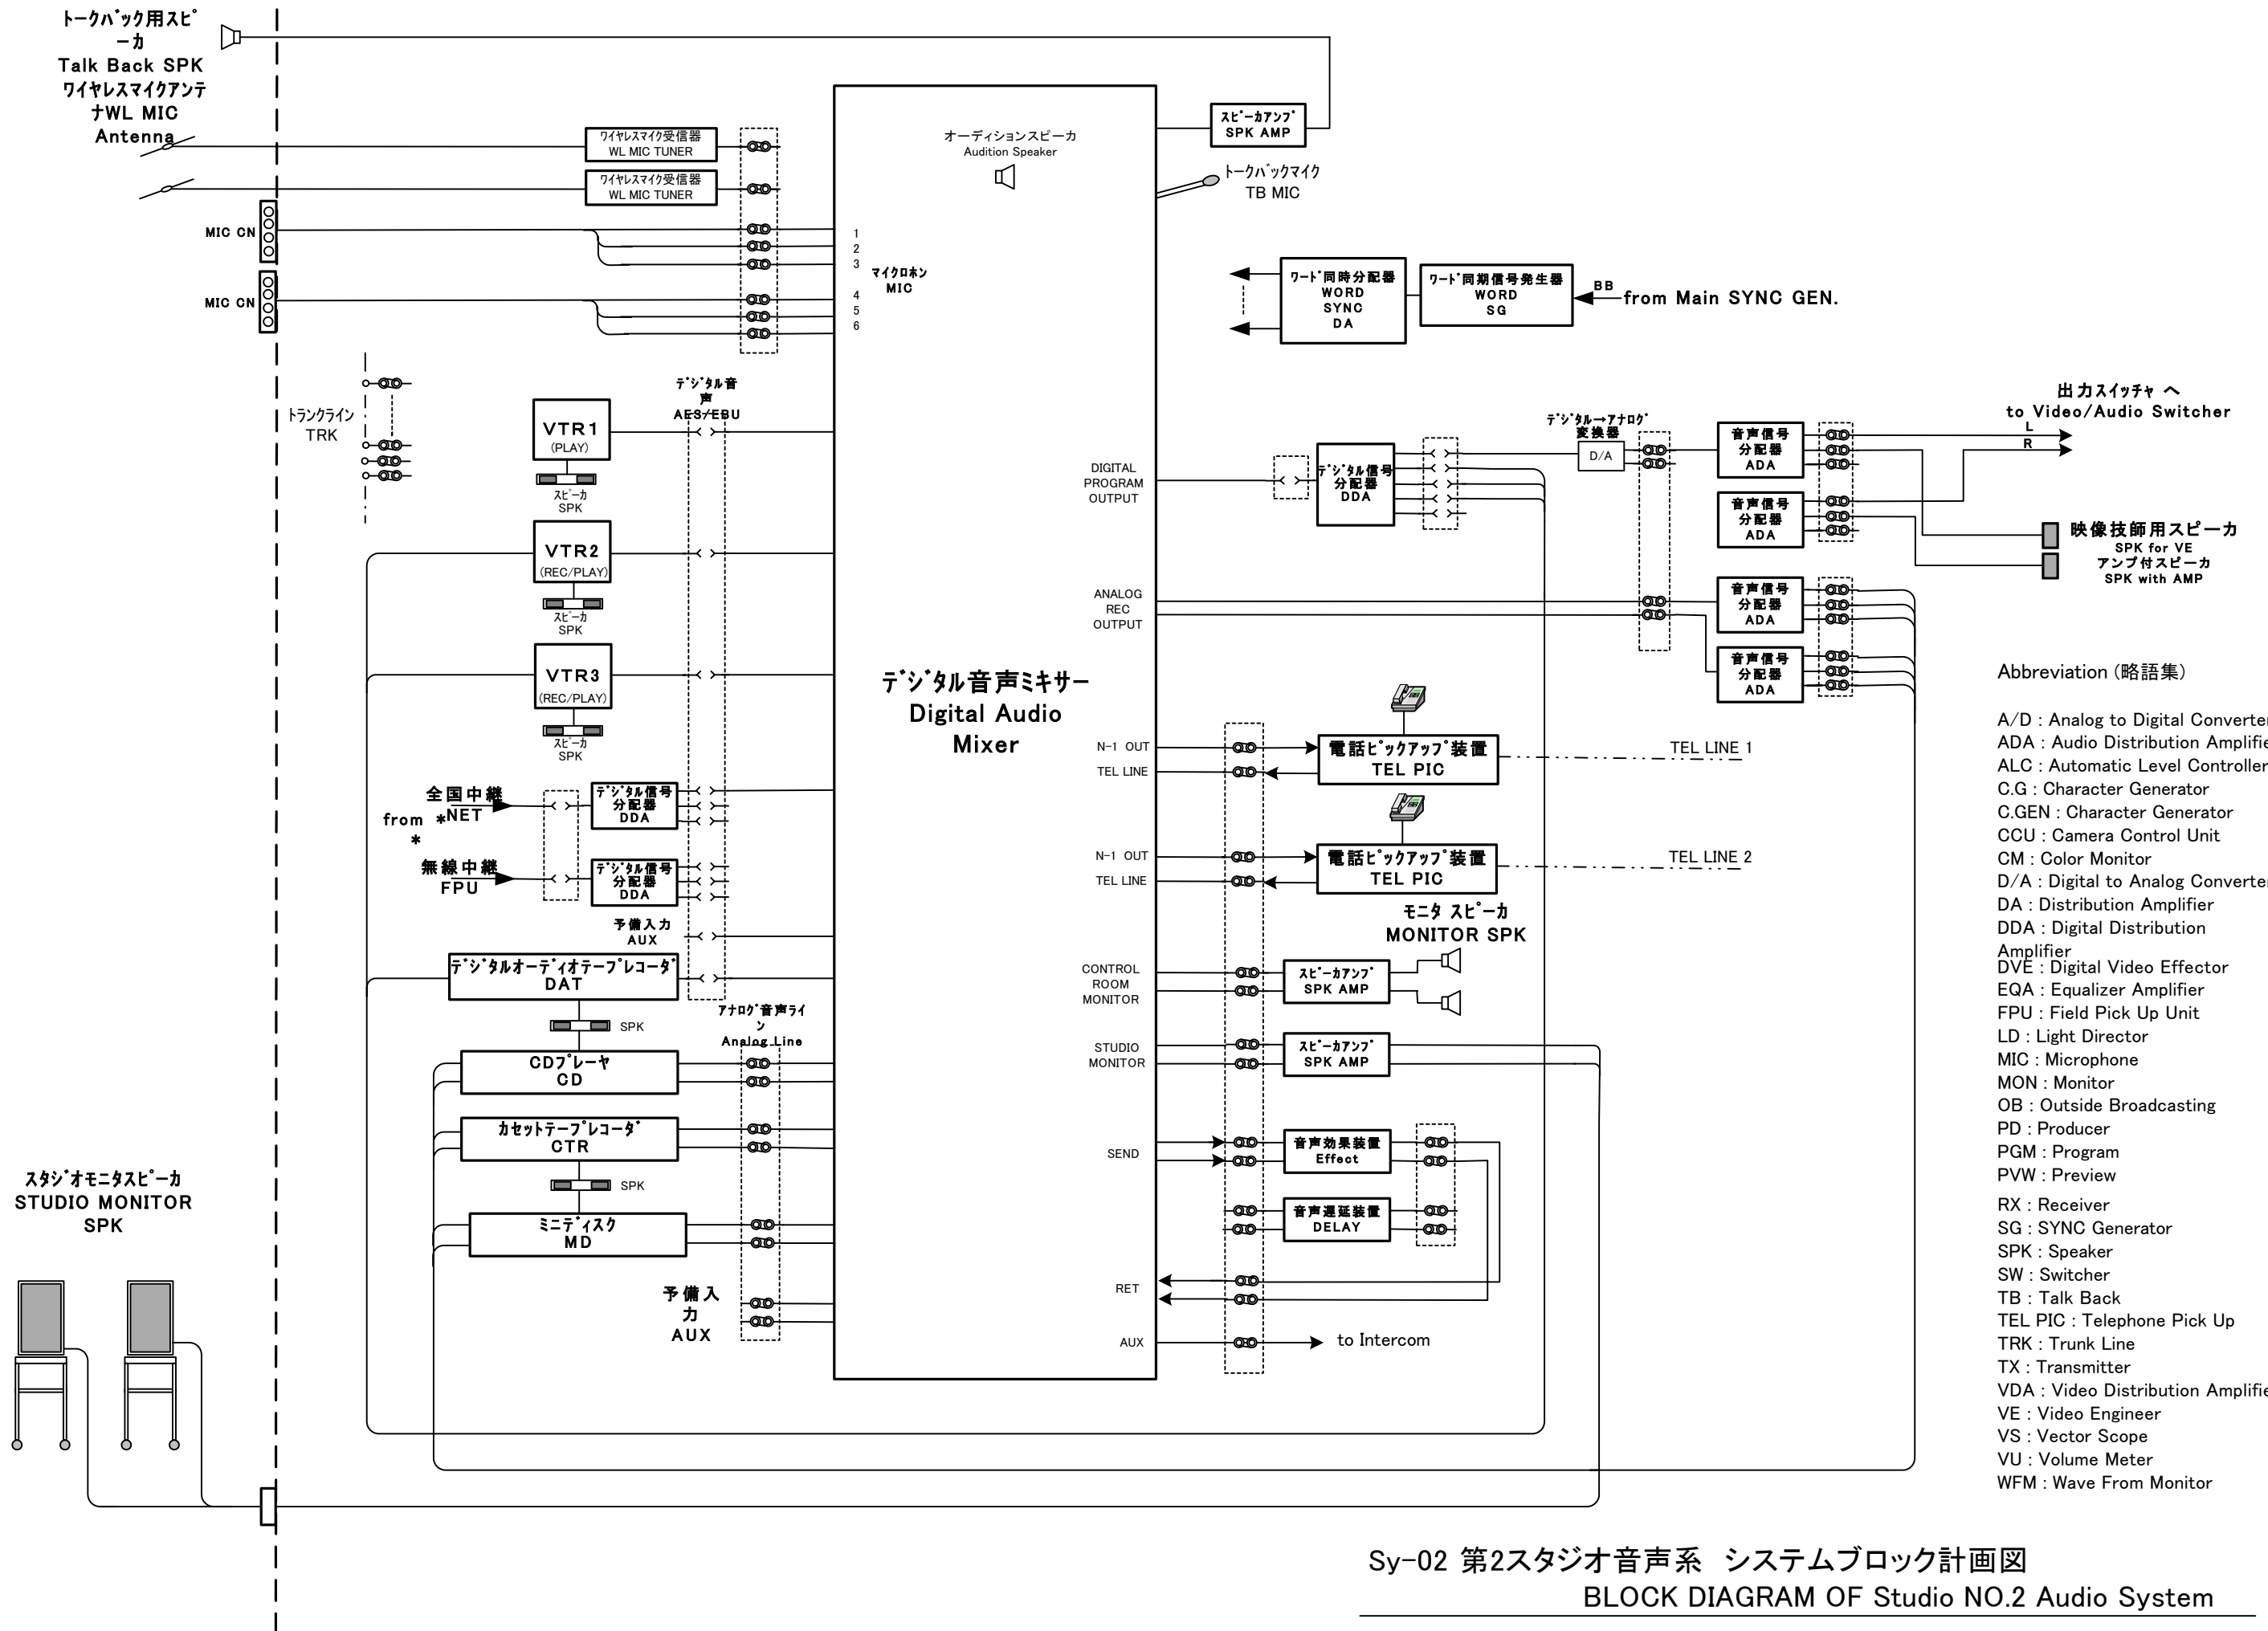 トークバック用スピ
ーカ
Talk Back SPK
ワイヤレスマイクアンテ
ナWL MIC
Antenna
ワイヤレスマイク受信器
WL MIC TUNER
ワイヤレスマイク受信器
WL MIC TUNER
MIC CN
MIC CN
トランクライン
TRK
オーディションスピーカ
Audition Speaker
1
2
3
マイクロホン
MIC
4
5
6
スピーカアンプ
SPK AMP
トークバックマイク
TB MIC
ワード同時分配器
WORD
SYNC
DA
ワード同期信号発生器
WORD
SG
BB
from Main SYNC GEN.
デジタル音
声
AES/EBU
VTR1
(PLAY)
スピーカ
SPK
VTR2
(REC/PLAY)
スピーカ
SPK
VTR3
(REC/PLAY)
スピーカ
SPK
全国中継
from *NET
*
無線中継
FPU
デジタル信号
分配器
DDA
デジタル信号
分配器
DDA
予備入力
AUX
デジタルオーディオテープレコーダ
DAT
SPK
アナログ音声ライ
ン
Analog Line
CDプレーヤ
CD
カセットテープレコーダ
CTR
SPK
ミニディスク
MD
予備入
力
AUX
デジタル音声ミキサー
Digital Audio
Mixer
DIGITAL
PROGRAM
OUTPUT
ANALOG
REC
OUTPUT
N-1 OUT
TEL LINE
N-1 OUT
TEL LINE
CONTROL
ROOM
MONITOR
STUDIO
MONITOR
SEND
RET
AUX
デジタル信号
分配器
DDA
デジタル→アナログ
変換器
D/A
音声信号
分配器
ADA
音声信号
分配器
ADA
音声信号
分配器
ADA
音声信号
分配器
ADA
出力スイッチャ へ
to Video/Audio Switcher
L
R
映像技師用スピーカ
SPK for VE
アンプ付スピーカ
SPK with AMP
電話ピックアップ装置
TEL PIC
TEL LINE 1
電話ピックアップ装置
TEL PIC
TEL LINE 2
モニタ スピーカ
MONITOR SPK
スピーカアンプ
SPK AMP
スピーカアンプ
SPK AMP
音声効果装置
Effect
音声遅延装置
DELAY
to Intercom
スタジオモニタスピーカ
STUDIO MONITOR
SPK
Abbreviation (略語集)
A/D : Analog to Digital Converter
ADA : Audio Distribution Amplifie
ALC : Automatic Level Controller
C.G : Character Generator
C.GEN : Character Generator
CCU : Camera Control Unit
CM : Color Monitor
D/A : Digital to Analog Converter
DA : Distribution Amplifier
DDA : Digital Distribution
Amplifier
DVE : Digital Video Effector
EQA : Equalizer Amplifier
FPU : Field Pick Up Unit
LD : Light Director
MIC : Microphone
MON : Monitor
OB : Outside Broadcasting
PD : Producer
PGM : Program
PVW : Preview
RX : Receiver
SG : SYNC Generator
SPK : Speaker
SW : Switcher
TB : Talk Back
TEL PIC : Telephone Pick Up
TRK : Trunk Line
TX : Transmitter
VDA : Video Distribution Amplifie
VE : Video Engineer
VS : Vector Scope
VU : Volume Meter
WFM : Wave From Monitor
Sy-02 第2スタジオ音声系 システムブロック計画図
BLOCK DIAGRAM OF Studio NO.2 Audio System